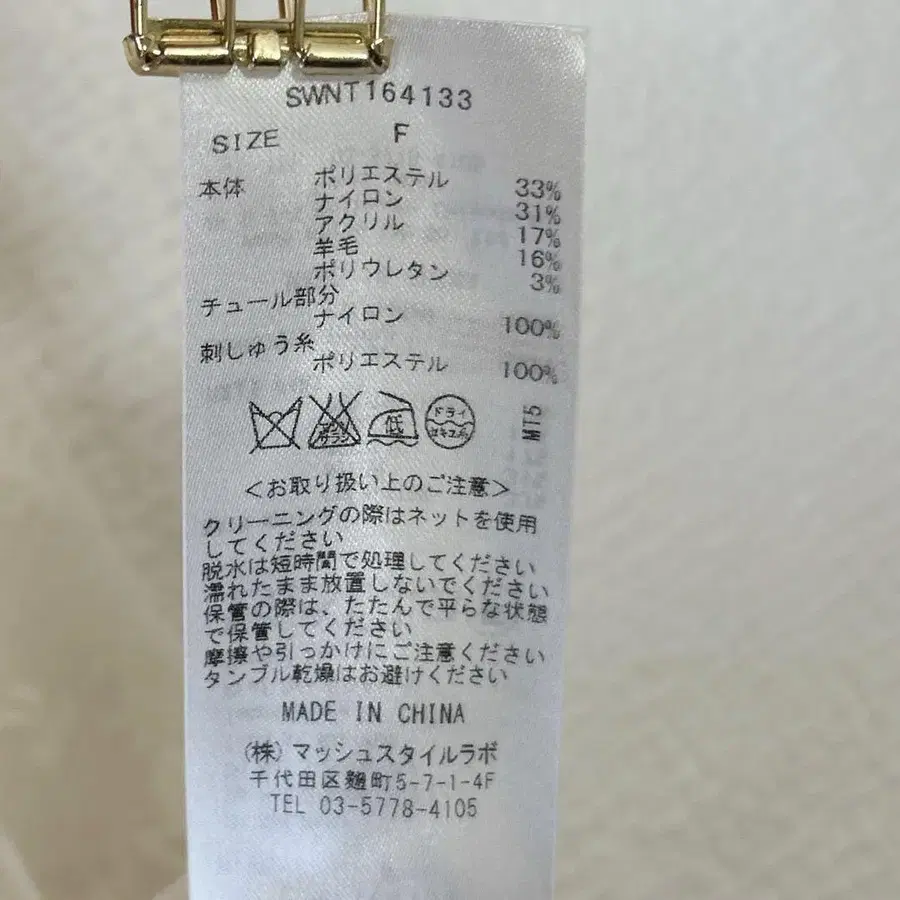 SWNT164133
SIZE F
本体 ポリエステル 33%
ナイロン 31%
アクリル 17%
羊毛 16%
ポリウレタン 3%
チュール部分
ナイロン 100%
刺しゅう糸
ポリエステル 100%
低 ドライ MT5
<お取り扱い上のご注意>
クリーニングの際はネットを使用
してください
脱水は短時間で処理してください
濡れたまま放置しないでください
保管の際は、たたんで平らな状態
で保管してください
摩擦や引っかけにご注意ください
タンブル乾燥はお避けください
MADE IN CHINA
(株)マッシュスタイルラボ
千代田区麹町5-7-1-4F
TEL 03-5778-4105